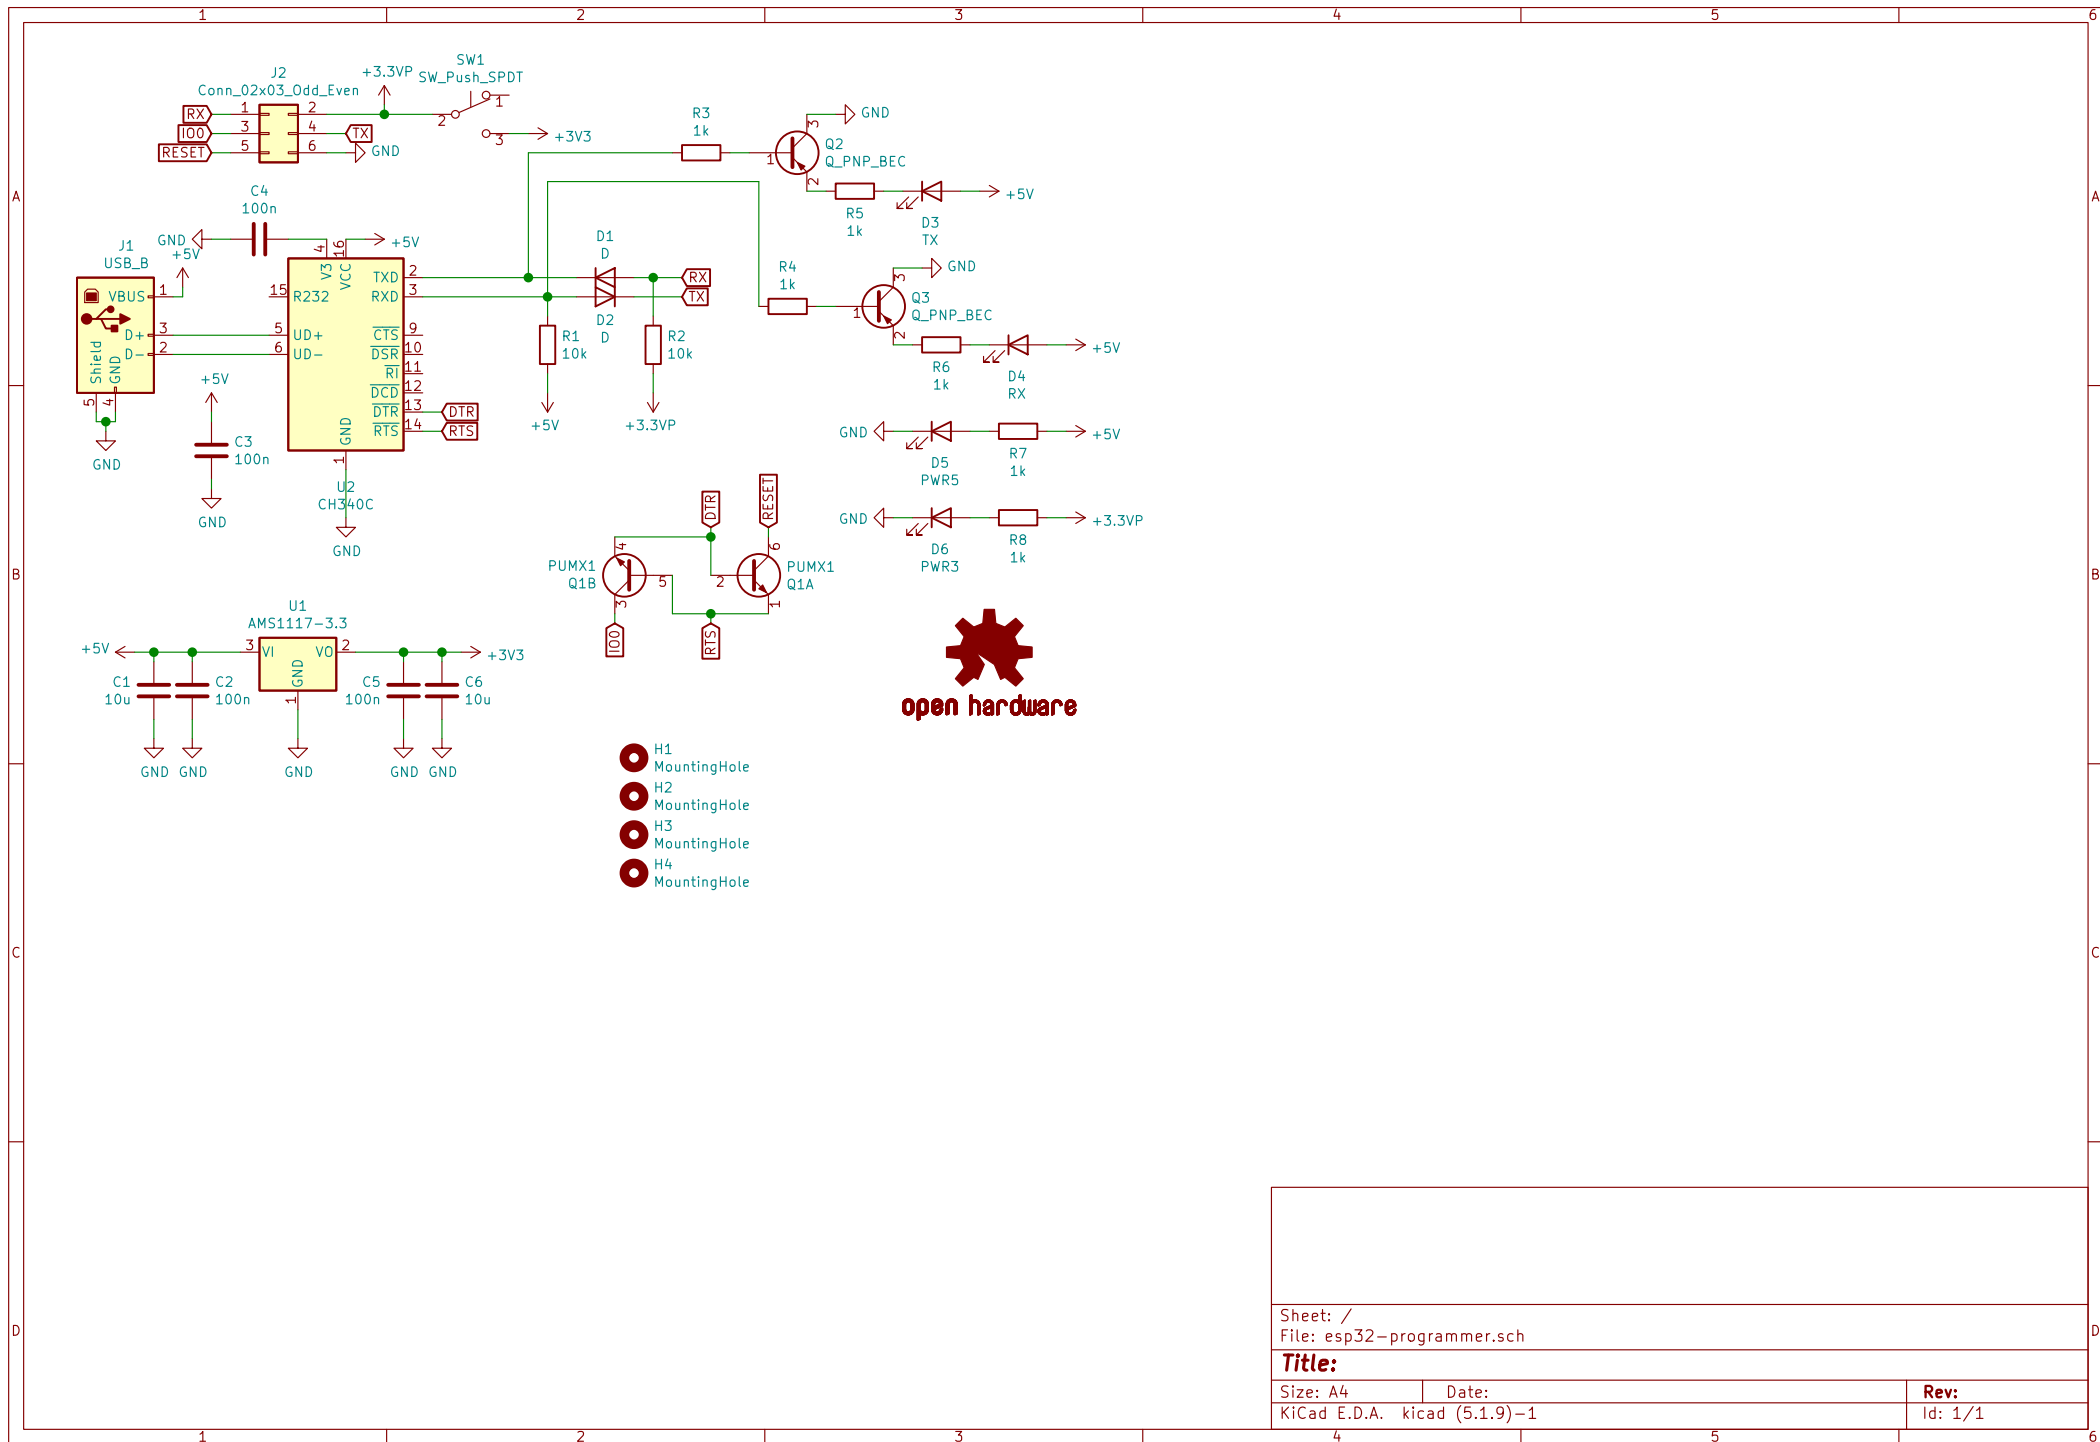 1 2 3 4 5 6
A
B
C
D
A
B
C
D
1 2 3 4 5 6
J2
Conn_02x03_Odd_Even
RX
IO0
RESET
1
3
5
2
4
6
TX
GND
+3.3VP
SW1
SW_Push_SPDT
1
2
3
+3V3
R3
1k
1
3
2
Q2
Q_PNP_BEC
GND
R5
1k
D3
TX
+5V
C4
100n
GND
+5V
J1
USB_B
VBUS 1
D+ 3
D- 2
Shield
GND
5
4
GND
+5V
C3
100n
GND
4
16
+5V
V3
VCC
15 R232
5 UD+
6 UD-
TXD 2
RXD 3
CTS 9
DSR 10
RI 11
DCD 12
DTR 13
RTS 14
GND
1
DTR
RTS
U2
CH340C
GND
D1
D
D2
D
RX
TX
R1
10k
+5V
R2
10k
+3.3VP
R4
1k
1
3
2
Q3
Q_PNP_BEC
GND
R6
1k
D4
RX
+5V
GND
D5
PWR5
R7
1k
+5V
GND
D6
PWR3
R8
1k
+3.3VP
DTR
RESET
4
5
3
PUMX1
Q1B
2
6
1
PUMX1
Q1A
IO0
RTS
U1
AMS1117-3.3
+5V
3 VI
VO 2
GND
1
+3V3
C1
10u
C2
100n
C5
100n
C6
10u
GND
GND
GND
GND
GND
open hardware
H1
MountingHole
H2
MountingHole
H3
MountingHole
H4
MountingHole
Sheet: /
File: esp32-programmer.sch
Title:
Size: A4 Date: Rev:
KiCad E.D.A. kicad (5.1.9)-1 Id: 1/1